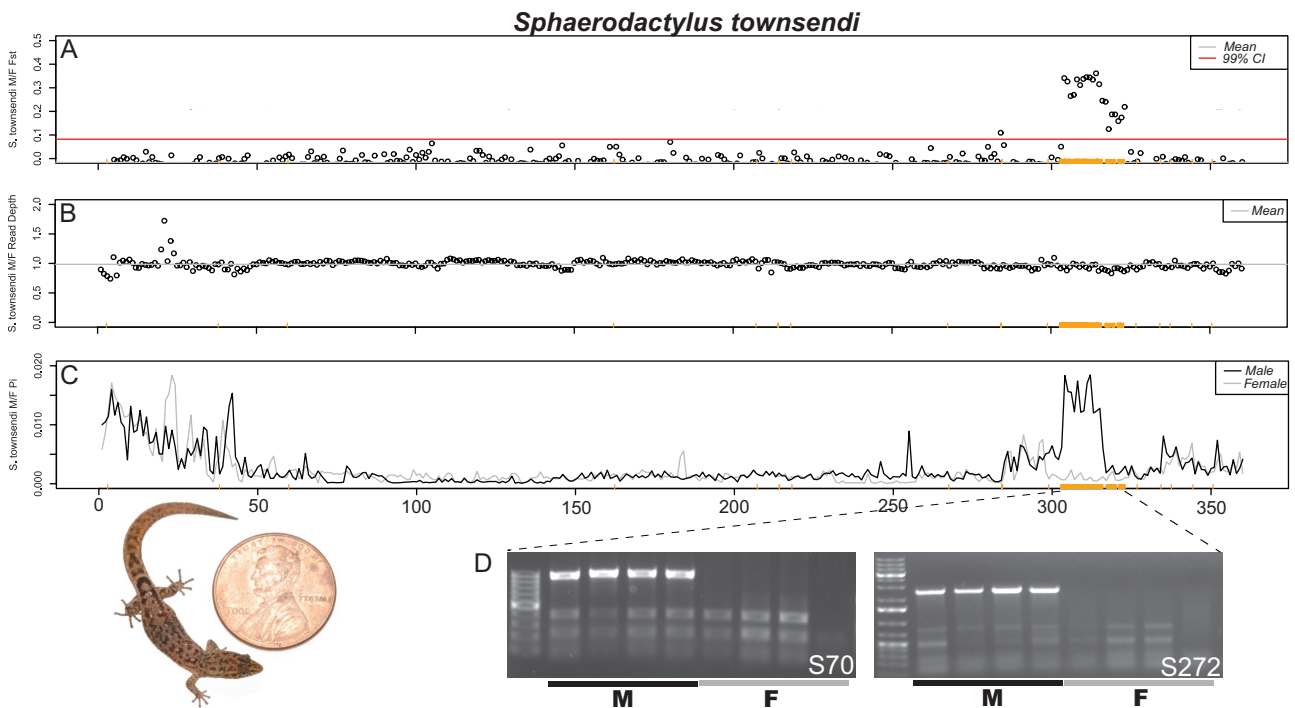 Sphaerodactylus townsendi
A
S. townsendi M/F Fst
0.5
0.4
0.3
0.2
0.1
0.0
Mean
99% CI
B
S. townsendi M/F Read Depth
2.0
1.5
1.0
0.5
0.0
Mean
C
S. townsendi M/F Pi
0.020
0.010
0.000
Male
Female
0 50 100 150 200 250 300 350
D
S70
S272
M F
M F